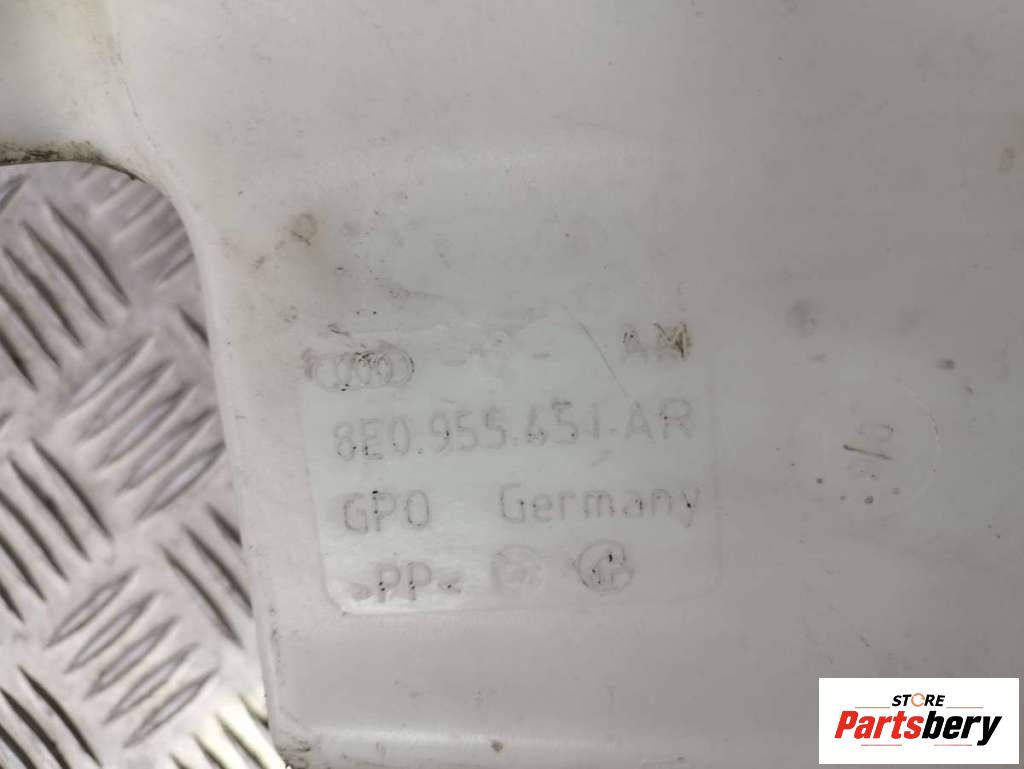 AM
8E0.955.451.AR
GPO Germany
>PP<
STORE
Partsbery